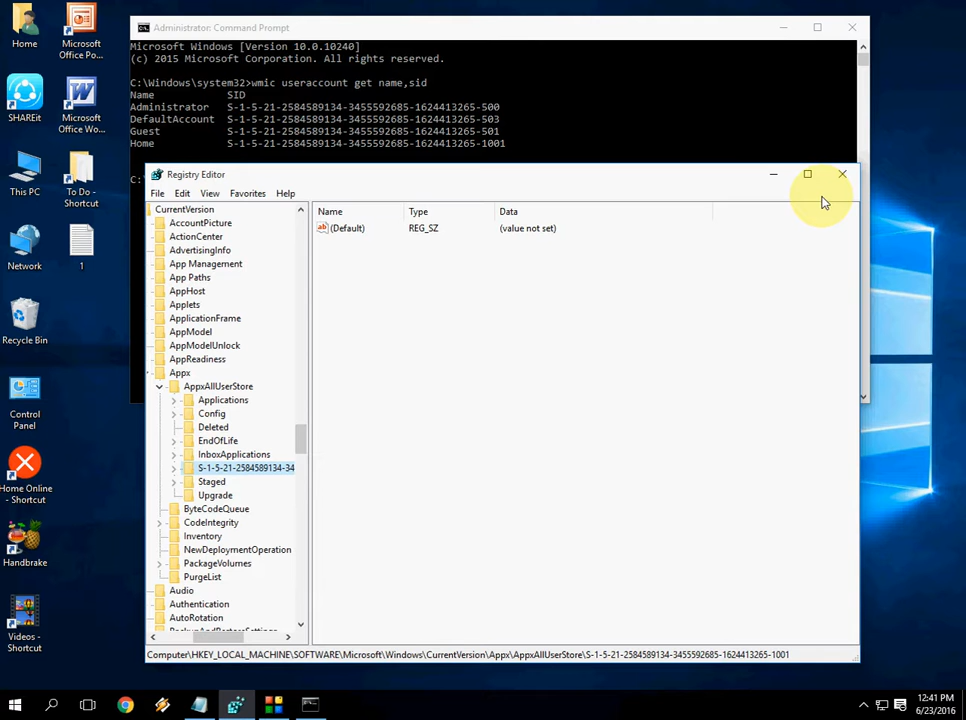 Home
Microsoft
Office Po...
SHAREit
Microsoft
Office Wo...
This PC
To Do -
Shortcut
Network
1
Recycle Bin
Control
Panel
Home Online
- Shortcut
Handbrake
Videos -
Shortcut
Administrator: Command Prompt
Microsoft Windows [Version 10.0.10240]
(c) 2015 Microsoft Corporation. All rights reserved.
C:\Windows\system32>wmic useraccount get name,sid
Name SID
Administrator S-1-5-21-2584589134-3455592685-1624413265-500
DefaultAccount S-1-5-21-2584589134-3455592685-1624413265-503
Guest S-1-5-21-2584589134-3455592685-1624413265-501
Home S-1-5-21-2584589134-3455592685-1624413265-1001
C:
Registry Editor
File Edit View Favorites Help
CurrentVersion
AccountPicture
ActionCenter
AdvertisingInfo
App Management
App Paths
AppHost
Applets
ApplicationFrame
AppModel
AppModelUnlock
AppReadiness
Appx
AppxAllUserStore
Applications
Config
Deleted
EndOfLife
InboxApplications
S-1-5-21-2584589134-34
Staged
Upgrade
ByteCodeQueue
CodeIntegrity
Inventory
NewDeploymentOperation
PackageVolumes
PurgeList
Audio
Authentication
AutoRotation
BackupAndRestoreSettings
Name Type Data
ab (Default) REG_SZ (value not set)
Computer\HKEY_LOCAL_MACHINE\SOFTWARE\Microsoft\Windows\CurrentVersion\Appx\AppxAllUserStore\S-1-5-21-2584589134-3455592685-1624413265-1001
12:41 PM
6/23/2016